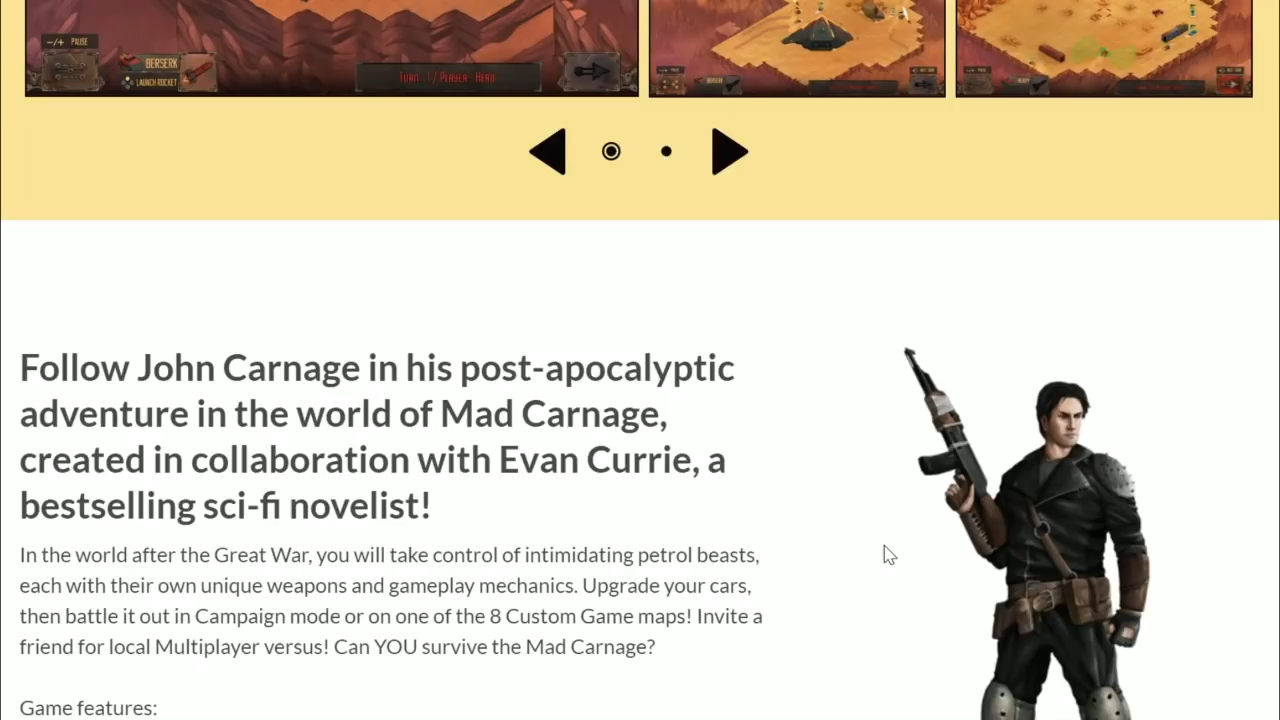 -/+ PAUSE
BERSERK
LAUNCH ROCKET
Turn - 1 / Player - Heric
Follow John Carnage in his post-apocalyptic
adventure in the world of Mad Carnage,
created in collaboration with Evan Currie, a
bestselling sci-fi novelist!
In the world after the Great War, you will take control of intimidating petrol beasts,
each with their own unique weapons and gameplay mechanics. Upgrade your cars,
then battle it out in Campaign mode or on one of the 8 Custom Game maps! Invite a
friend for local Multiplayer versus! Can YOU survive the Mad Carnage?
Game features: